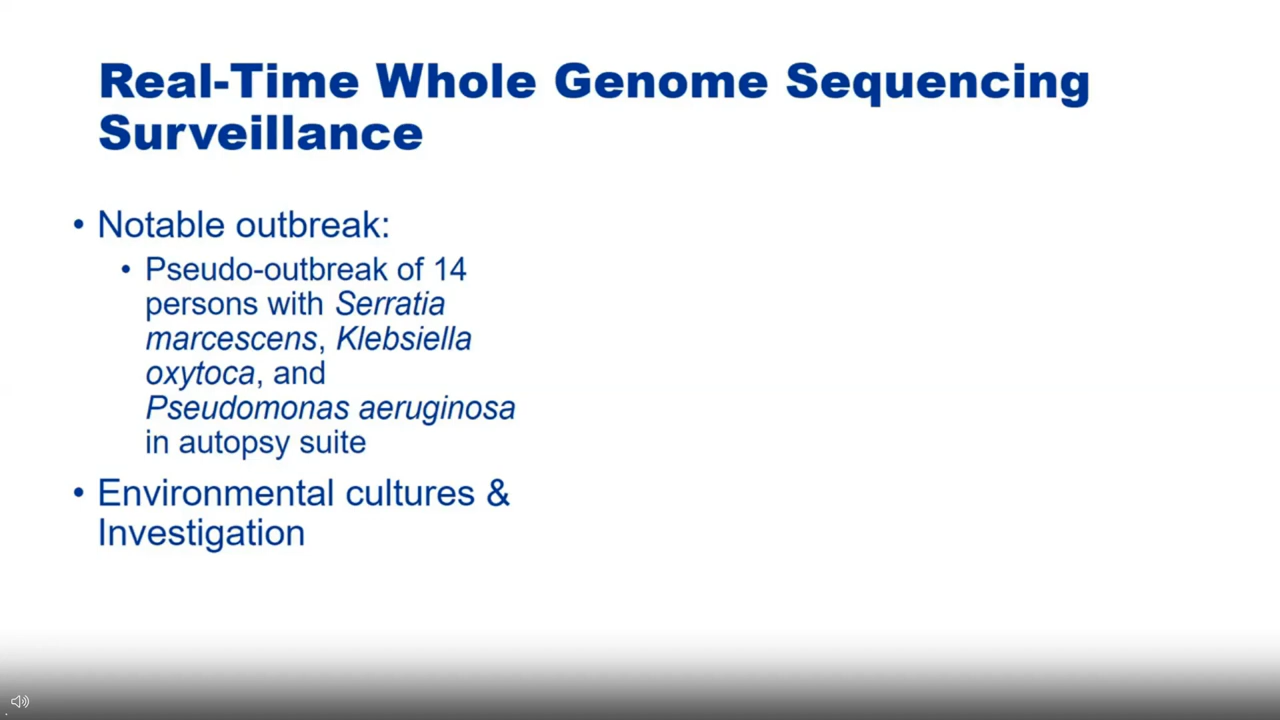 Real-Time Whole Genome Sequencing
Surveillance
• Notable outbreak:
• Pseudo-outbreak of 14
persons with Serratia
marcescens, Klebsiella
oxytoca, and
Pseudomonas aeruginosa
in autopsy suite
• Environmental cultures &
Investigation